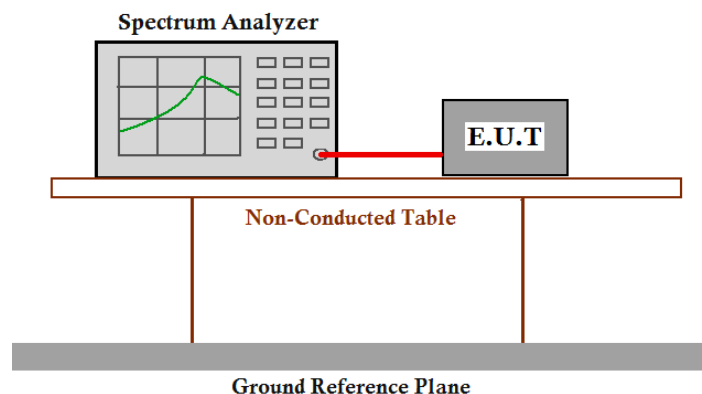 Spectrum Analyzer
E.U.T
Non-Conducted Table
Ground Reference Plane